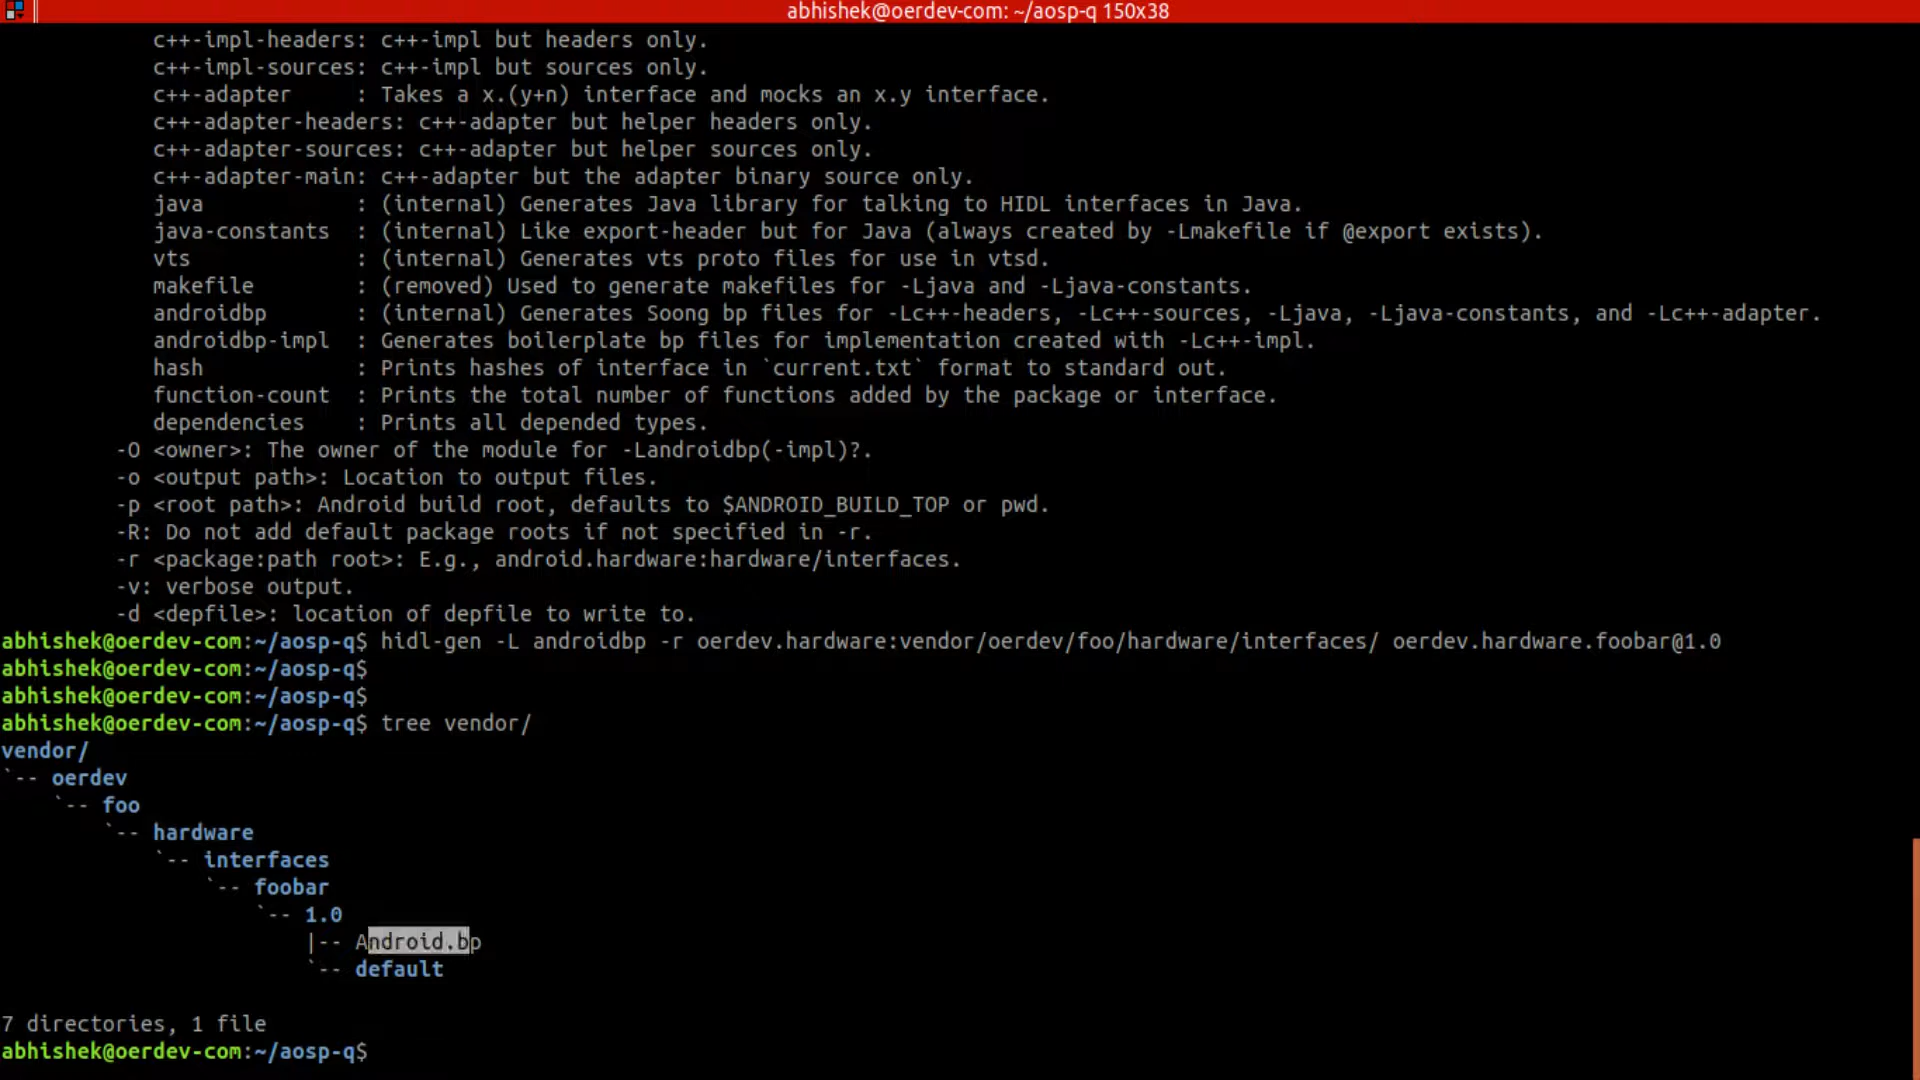 abhishek@oerdev-com: ~/aosp-q 150x38
c++-impl-headers: c++-impl but headers only.
c++-impl-sources: c++-impl but sources only.
c++-adapter     : Takes a x.(y+n) interface and mocks an x.y interface.
c++-adapter-headers: c++-adapter but helper headers only.
c++-adapter-sources: c++-adapter but helper sources only.
c++-adapter-main: c++-adapter but the adapter binary source only.
java            : (internal) Generates Java library for talking to HIDL interfaces in Java.
java-constants  : (internal) Like export-header but for Java (always created by -Lmakefile if @export exists).
vts             : (internal) Generates vts proto files for use in vtsd.
makefile        : (removed) Used to generate makefiles for -Ljava and -Ljava-constants.
androidbp       : (internal) Generates Soong bp files for -Lc++-headers, -Lc++-sources, -Ljava, -Ljava-constants, and -Lc++-adapter.
androidbp-impl  : Generates boilerplate bp files for implementation created with -Lc++-impl.
hash            : Prints hashes of interface in `current.txt` format to standard out.
function-count  : Prints the total number of functions added by the package or interface.
dependencies    : Prints all depended types.
-O <owner>: The owner of the module for -Landroidbp(-impl)?.
-o <output path>: Location to output files.
-p <root path>: Android build root, defaults to $ANDROID_BUILD_TOP or pwd.
-R: Do not add default package roots if not specified in -r.
-r <package:path root>: E.g., android.hardware:hardware/interfaces.
-v: verbose output.
-d <depfile>: location of depfile to write to.
abhishek@oerdev-com:~/aosp-q$ hidl-gen -L androidbp -r oerdev.hardware:vendor/oerdev/foo/hardware/interfaces/ oerdev.hardware.foobar@1.0
abhishek@oerdev-com:~/aosp-q$
abhishek@oerdev-com:~/aosp-q$
abhishek@oerdev-com:~/aosp-q$ tree vendor/
vendor/
`-- oerdev
    `-- foo
        `-- hardware
            `-- interfaces
                `-- foobar
                    `-- 1.0
                        |-- Android.bp
                        `-- default
7 directories, 1 file
abhishek@oerdev-com:~/aosp-q$